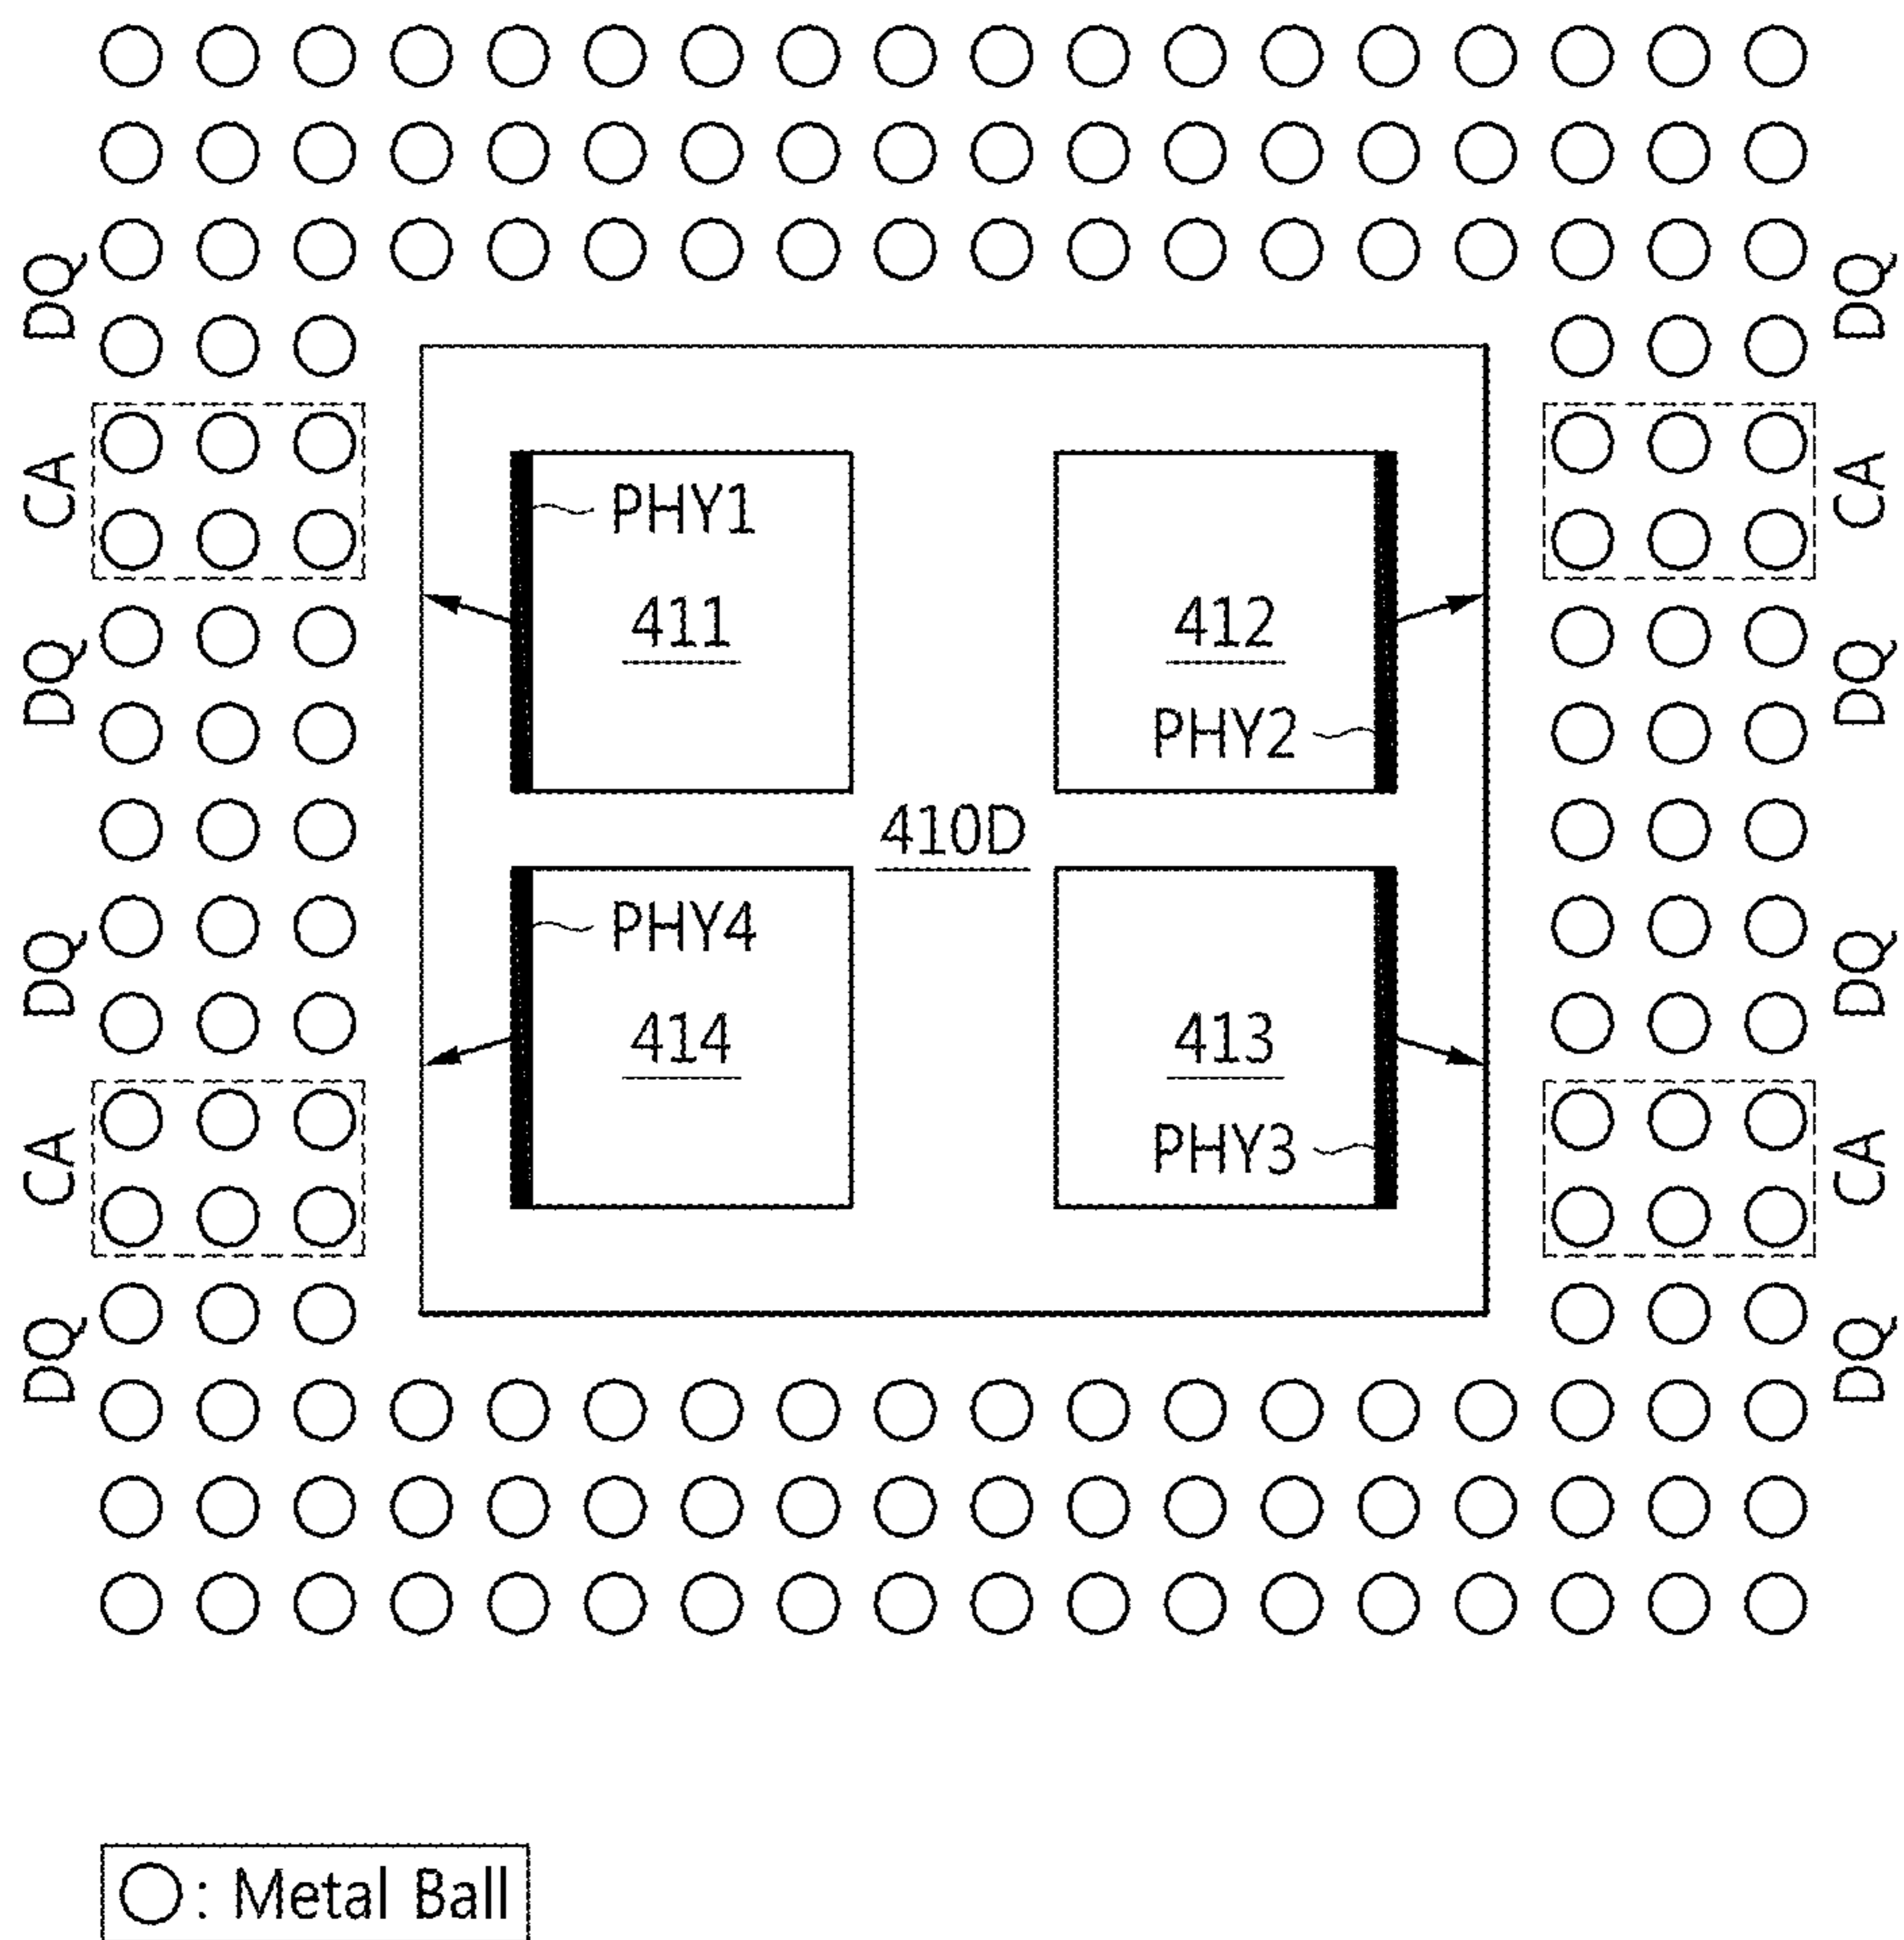 DQ
DQ
CA
CA
PHY1
411
412
DQ
DQ
PHY2
410D
PHY4
DQ
DQ
414
413
PHY3
CA
CA
DQ
DQ
: Metal Ball